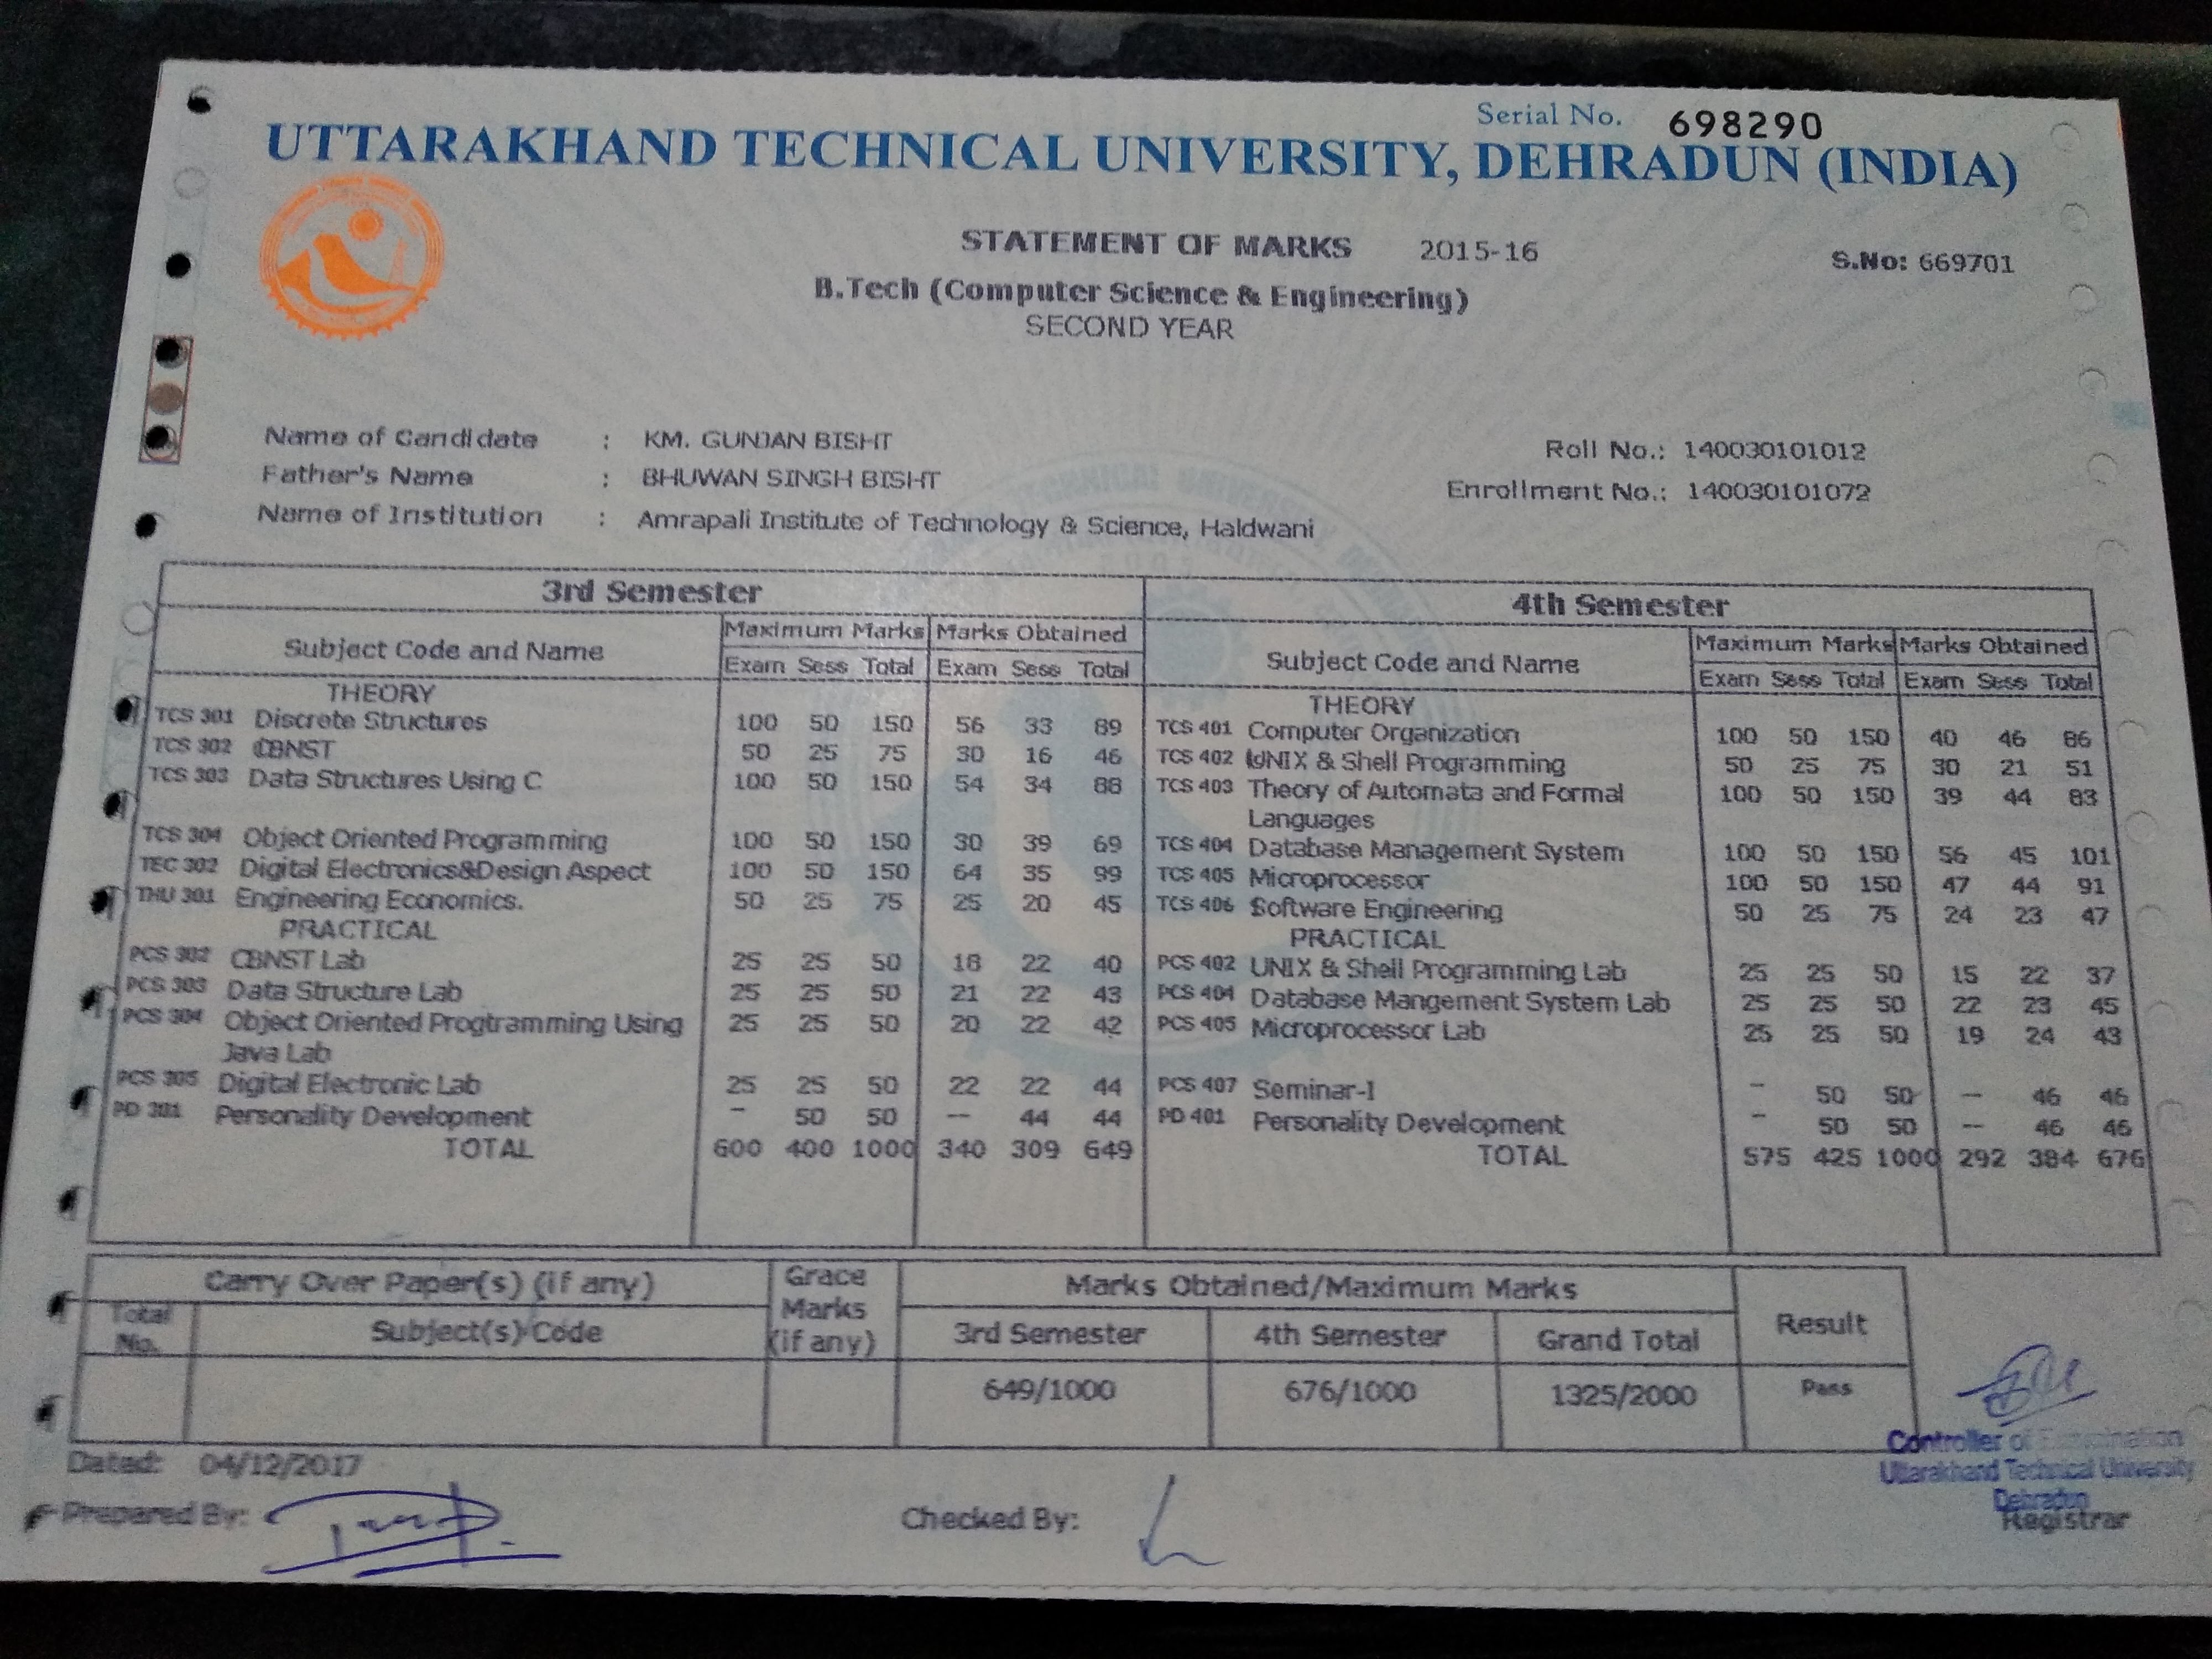 Serial No. 698290
UTTARAKHAND TECHNICAL UNIVERSITY, DEHRADUN (INDIA)
STATEMENT OF MARKS 2015-16
S.No: 669701
B.Tech (Computer Science & Engineering)
SECOND YEAR
Name of Candidate : KM. GUNJAN BISHT
Roll No.: 140030101012
Father's Name : BHUWAN SINGH BISHT
Enrollment No.: 140030101072
Name of Institution : Amrapali Institute of Technology & Science, Haldwani
3rd Semester
Subject Code and Name Maximum Marks Marks Obtained
Exam Sess Total Exam Sess Total
THEORY
TCS 301 Discrete Structures 100 50 150 56 33 89
TCS 302 CBNST 50 25 75 30 16 46
TCS 303 Data Structures Using C 100 50 150 54 34 88
TCS 304 Object Oriented Programming 100 50 150 30 39 69
TEC 302 Digital Electronics&Design Aspect 100 50 150 64 35 99
THU 301 Engineering Economics. 50 25 75 25 20 45
PRACTICAL
PCS 302 CBNST Lab 25 25 50 18 22 40
PCS 303 Data Structure Lab 25 25 50 21 22 43
PCS 304 Object Oriented Progtramming Using 25 25 50 20 22 42
Java Lab
PCS 305 Digital Electronic Lab 25 25 50 22 22 44
PD 301 Personality Development - 50 50 -- 44 44
TOTAL 600 400 1000 340 309 649
4th Semester
Subject Code and Name Maximum Marks Marks Obtained
Exam Sess Total Exam Sess Total
THEORY
TCS 401 Computer Organization 100 50 150 40 46 86
TCS 402 UNIX & Shell Programming 50 25 75 30 21 51
TCS 403 Theory of Automata and Formal 100 50 150 39 44 83
Languages
TCS 404 Database Management System 100 50 150 56 45 101
TCS 405 Microprocessor 100 50 150 47 44 91
TCS 406 Software Engineering 50 25 75 24 23 47
PRACTICAL
PCS 402 UNIX & Shell Programming Lab 25 25 50 15 22 37
PCS 404 Database Mangement System Lab 25 25 50 22 23 45
PCS 405 Microprocessor Lab 25 25 50 19 24 43
PCS 407 Seminar-I - 50 50 -- 46 46
PD 401 Personality Development - 50 50 -- 46 46
TOTAL 575 425 1000 292 384 676
Carry Over Paper(s) (if any)
Total No. Subject(s) Code
Grace Marks (if any)
Marks Obtained/Maximum Marks
3rd Semester 4th Semester Grand Total
Result
649/1000 676/1000 1325/2000 Pass
Dated: 04/12/2017
Controller of Examination
Uttarakhand Technical University
Dehradun
Prepared By:
Checked By:
Registrar